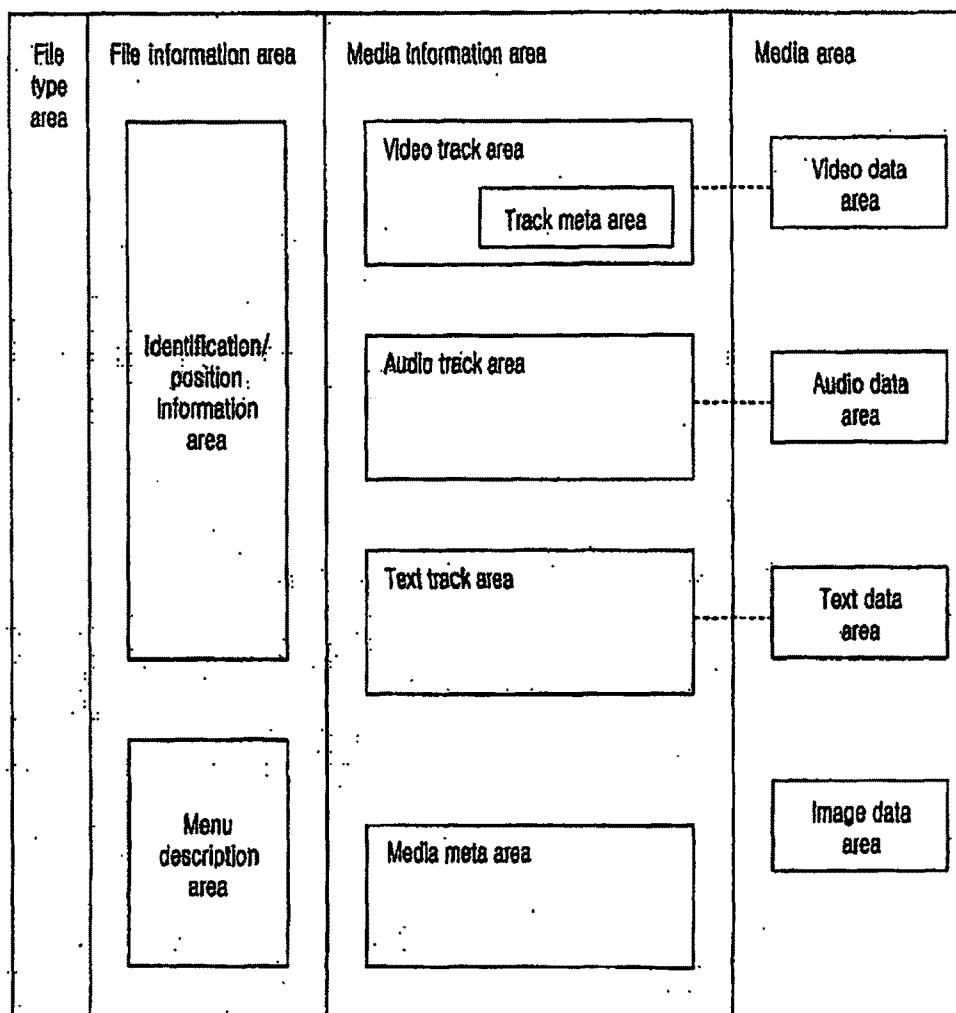 File
type
area
File information area
Identification/
position
information
area
Menu
description
area
Media information area
Video track area
Track meta area
Audio track area
Text track area
Media meta area
Media area
Video data
area
Audio data
area
Text data
area
Image data
area